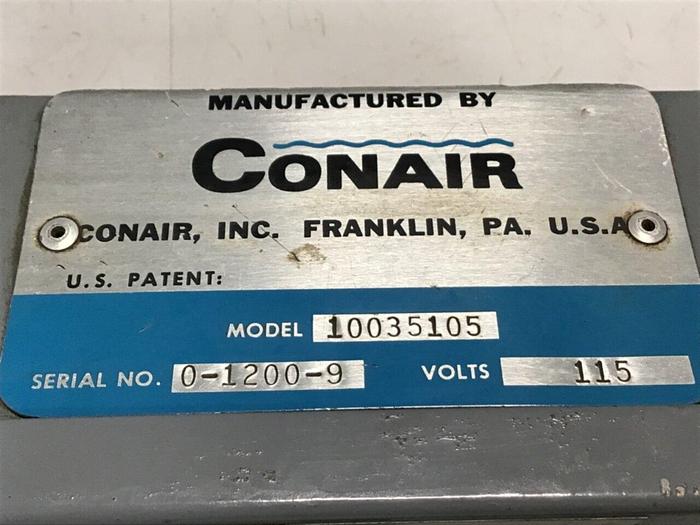 MANUFACTURED BY
CONAIR
CONAIR, INC. FRANKLIN, PA. U.S.A
U.S. PATENT:
MODEL 10035105
SERIAL NO. 0-1200-9 VOLTS 115